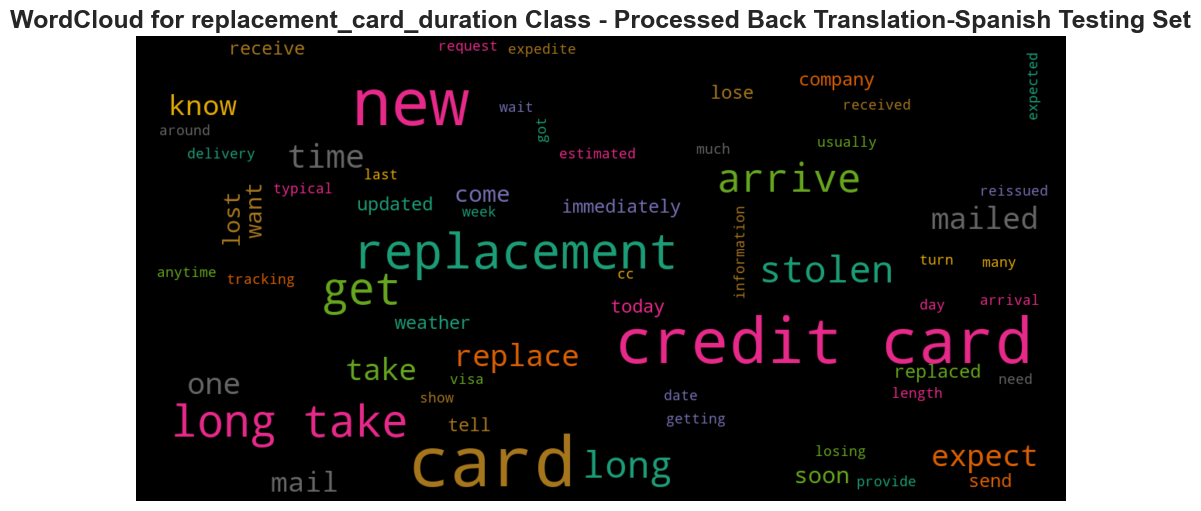 WordCloud for replacement_card_duration Class - Processed Back Translation-Spanish Testing Set
receive
request
expedite
expected
company
know
new
wait
lose
received
around
got
usually
delivery
time
estimated
much
last
arrive
typical
lost
want
updated
come
week
immediately
reissued
mailed
information
replacement
anytime
tracking
get
cc
stolen
turn
many
today
day
arrival
weather
credit card
take
replace
visa
replaced
need
one
show
date
length
long take
tell
getting
card
long
losing
expect
mail
soon
provide
send